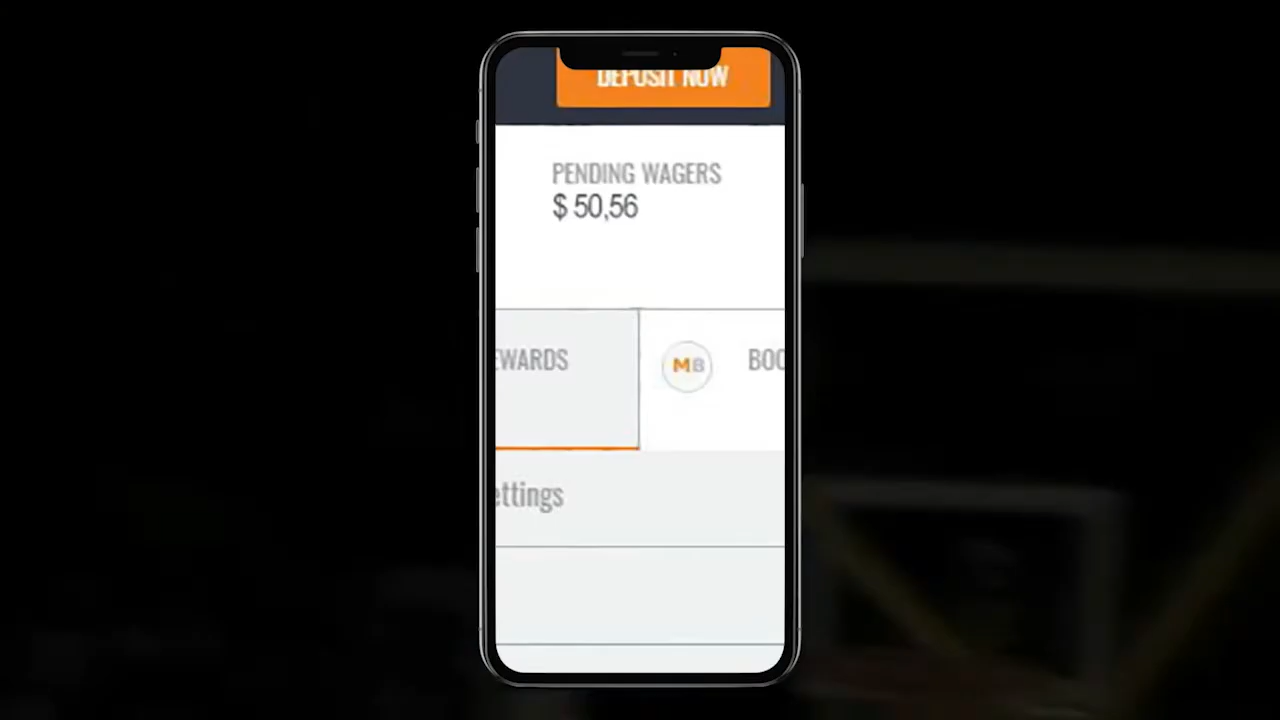 DEPOSIT NOW
PENDING WAGERS
$ 50,56
EWARDS
MB
BOO
ettings